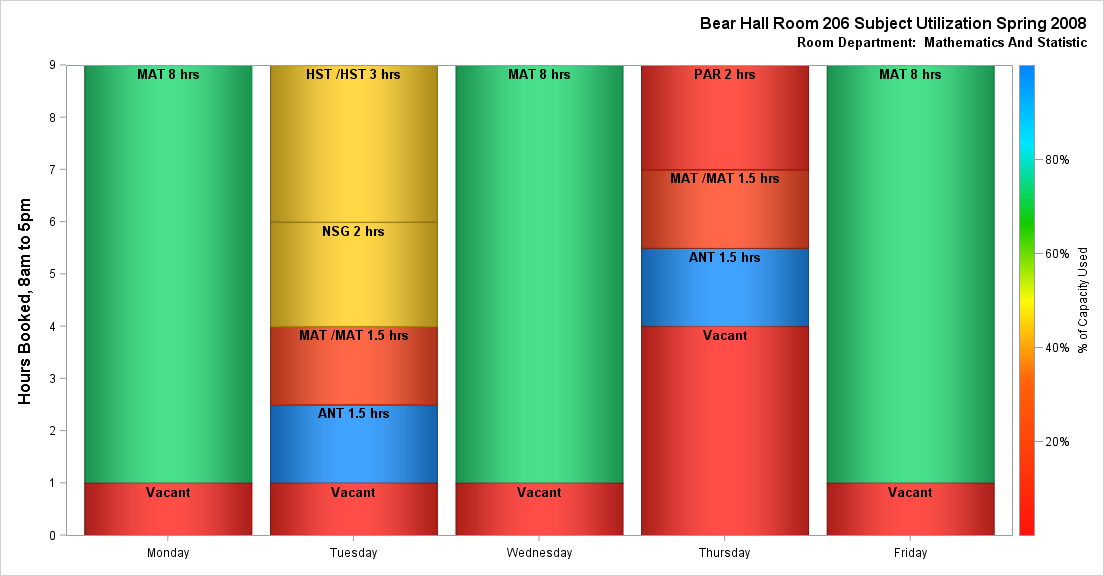 Bear Hall Room 206 Subject Utilization Spring 2008
Room Department:  Mathematics And Statistic
Hours Booked, 8am to 5pm
9
8
7
6
5
4
3
2
1
0
MAT 8 hrs
Vacant
HST /HST 3 hrs
NSG 2 hrs
MAT /MAT 1.5 hrs
ANT 1.5 hrs
Vacant
MAT 8 hrs
Vacant
PAR 2 hrs
MAT /MAT 1.5 hrs
ANT 1.5 hrs
Vacant
MAT 8 hrs
Vacant
Monday
Tuesday
Wednesday
Thursday
Friday
80%
60%
40%
20%
% of Capacity Used